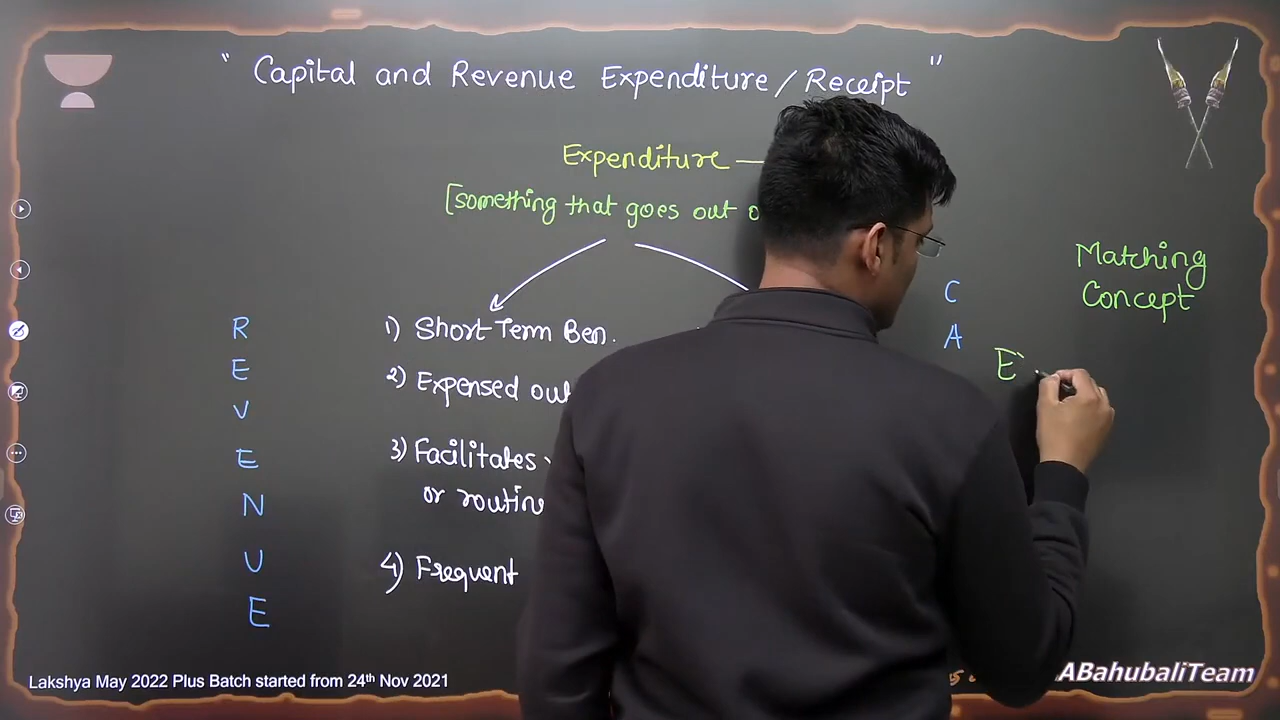 " Capital and Revenue Expenditure / Receipt "
Expenditure —
[something that goes out
Matching
Concept
R
E
V
E
N
U
E
1) Short Term Ben.
2) Expensed out
3) Facilitates
or routine
4) Frequent
C
A
E
Lakshya May 2022 Plus Batch started from 24th Nov 2021
ABahubaliTeam